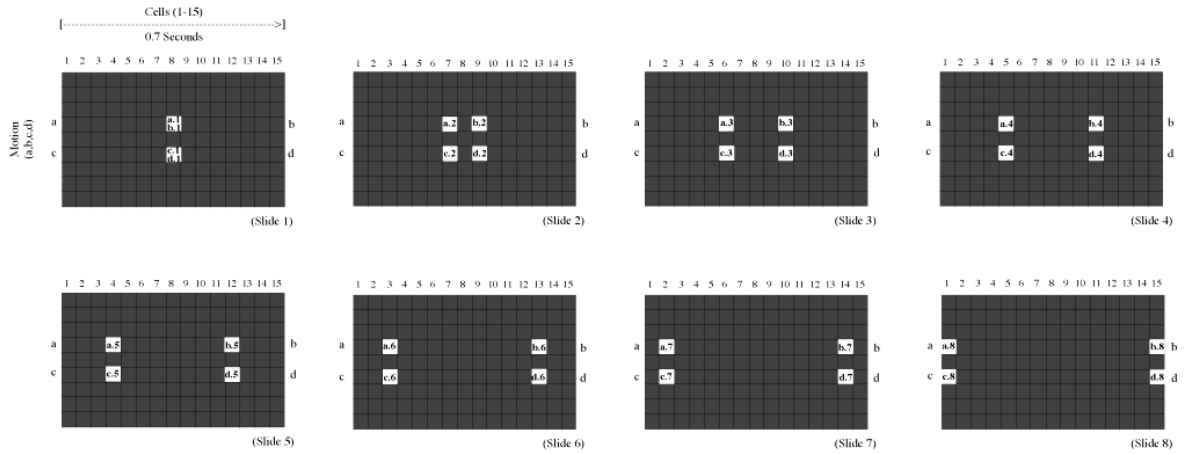 Cells (1-15)
[---------------------------------------->]
0.7 Seconds
1 2 3 4 5 6 7 8 9 10 11 12 13 14 15
1 2 3 4 5 6 7 8 9 10 11 12 13 14 15
1 2 3 4 5 6 7 8 9 10 11 12 13 14 15
1 2 3 4 5 6 7 8 9 10 11 12 13 14 15
Motion
(a,b,c,d)
a a.1 b
b.1
c c.1 d
d.1
(Slide 1)
a a.2 b.2 b
c c.2 d.2 d
(Slide 2)
a a.3 b.3 b
c c.3 d.3 d
(Slide 3)
a a.4 b.4 b
c c.4 d.4 d
(Slide 4)
1 2 3 4 5 6 7 8 9 10 11 12 13 14 15
1 2 3 4 5 6 7 8 9 10 11 12 13 14 15
1 2 3 4 5 6 7 8 9 10 11 12 13 14 15
1 2 3 4 5 6 7 8 9 10 11 12 13 14 15
a a.5 b.5 b
c c.5 d.5 d
(Slide 5)
a a.6 b.6 b
c c.6 d.6 d
(Slide 6)
a a.7 b.7 b
c c.7 d.7 d
(Slide 7)
a a.8 b.8 b
c c.8 d.8 d
(Slide 8)